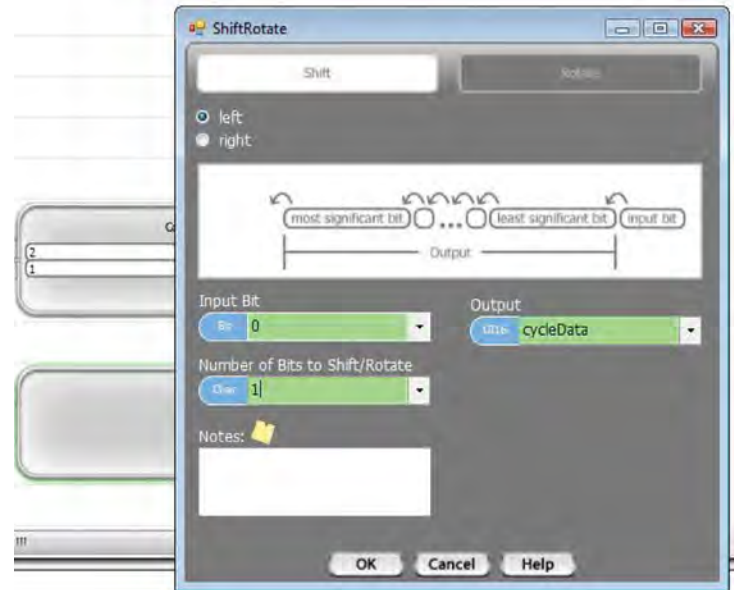 ShiftRotate
Shift
Rotate
left
right
most significant bit ... least significant bit input bit
Output
Input Bit
Output
Bit 0
cycleData
Number of Bits to Shift/Rotate
1
Notes:
2
1
OK Cancel Help